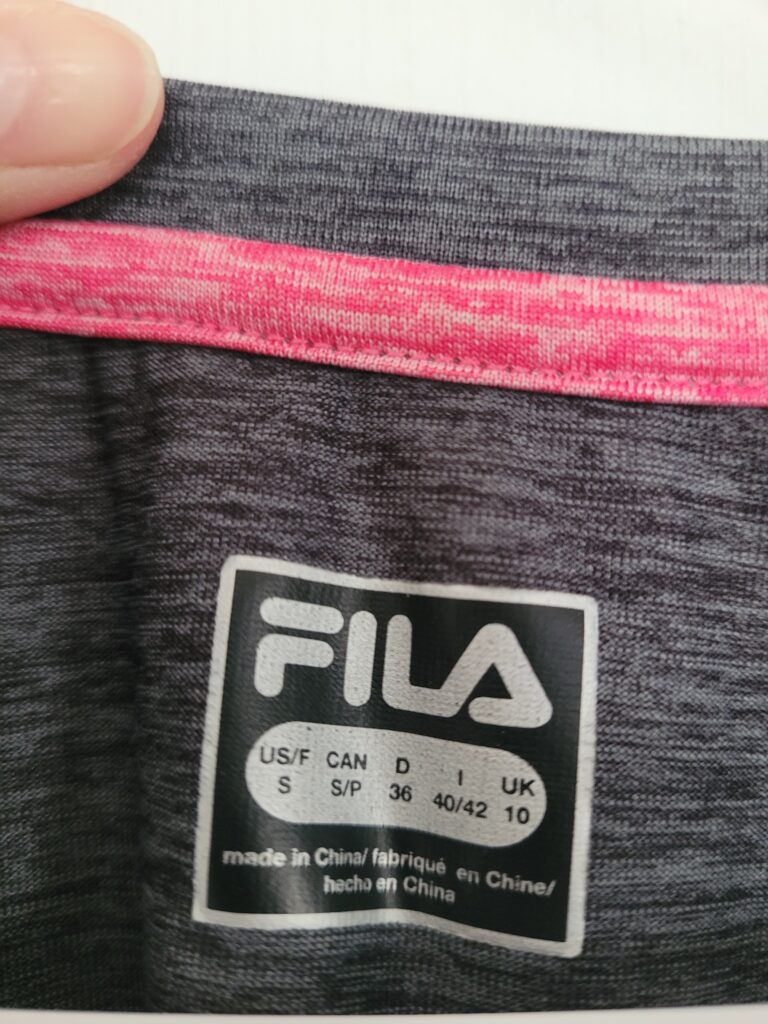 FILA
US/F CAN D I UK
S S/P 36 40/42 10
made in China/ fabriqué en Chine/
hecho en China